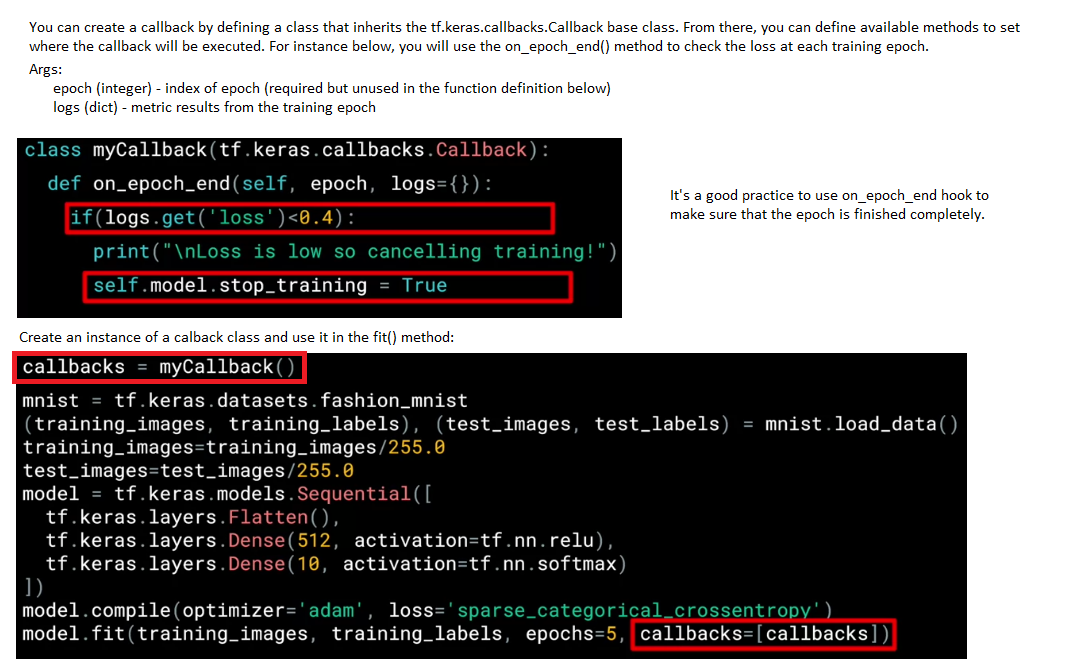 You can create a callback by defining a class that inherits the tf.keras.callbacks.Callback base class. From there, you can define available methods to set
where the callback will be executed. For instance below, you will use the on_epoch_end() method to check the loss at each training epoch.
Args:
epoch (integer) - index of epoch (required but unused in the function definition below)
logs (dict) - metric results from the training epoch
class myCallback(tf.keras.callbacks.Callback):
  def on_epoch_end(self, epoch, logs={}):
    if(logs.get('loss')<0.4):
      print("\nLoss is low so cancelling training!")
      self.model.stop_training = True
It's a good practice to use on_epoch_end hook to
make sure that the epoch is finished completely.
Create an instance of a calback class and use it in the fit() method:
callbacks = myCallback()
mnist = tf.keras.datasets.fashion_mnist
(training_images, training_labels), (test_images, test_labels) = mnist.load_data()
training_images=training_images/255.0
test_images=test_images/255.0
model = tf.keras.models.Sequential([
  tf.keras.layers.Flatten(),
  tf.keras.layers.Dense(512, activation=tf.nn.relu),
  tf.keras.layers.Dense(10, activation=tf.nn.softmax)
])
model.compile(optimizer='adam', loss='sparse_categorical_crossentropy')
model.fit(training_images, training_labels, epochs=5, callbacks=[callbacks])